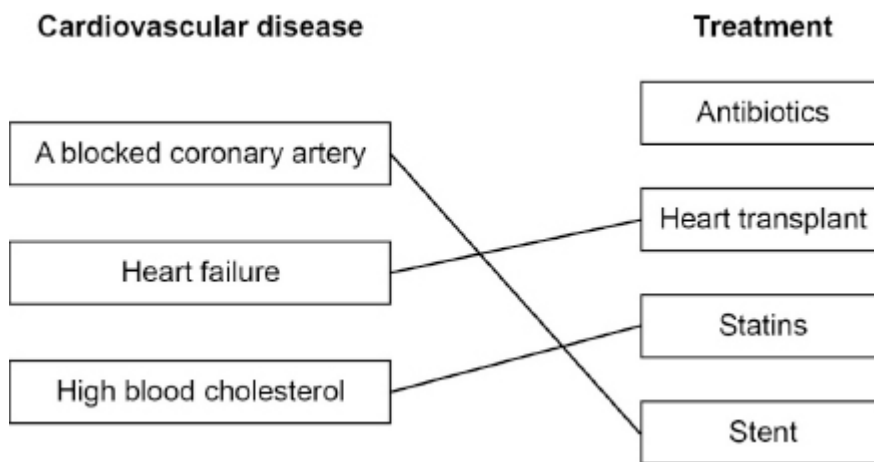 Cardiovascular disease
Treatment
A blocked coronary artery
Heart failure
High blood cholesterol
Antibiotics
Heart transplant
Statins
Stent